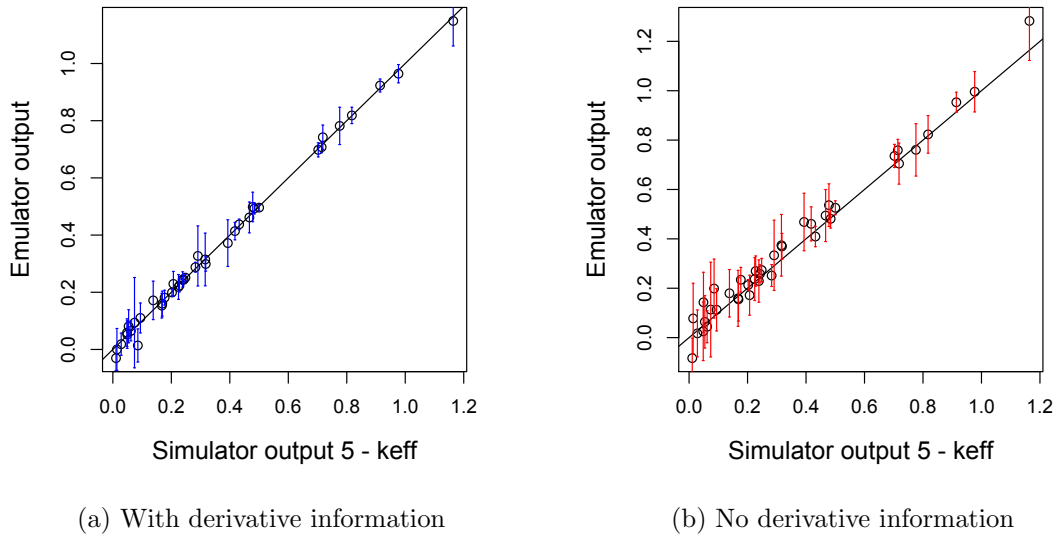 Emulator output
0.0 0.2 0.4 0.6 0.8 1.0
0.0 0.2 0.4 0.6 0.8 1.0 1.2
Simulator output 5 - keff
(a) With derivative information
Emulator output
0.0 0.2 0.4 0.6 0.8 1.0 1.2
0.0 0.2 0.4 0.6 0.8 1.0 1.2
Simulator output 5 - keff
(b) No derivative information